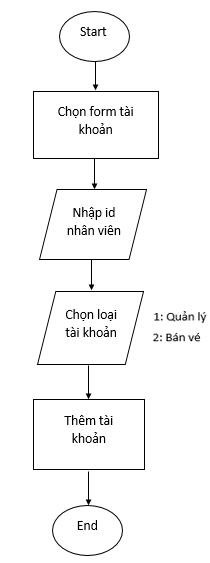 Start
Chọn form tài
khoản
Nhập id
nhân viên
Chọn loại
tài khoản
1: Quản lý
2: Bán vé
Thêm tài
khoản
End